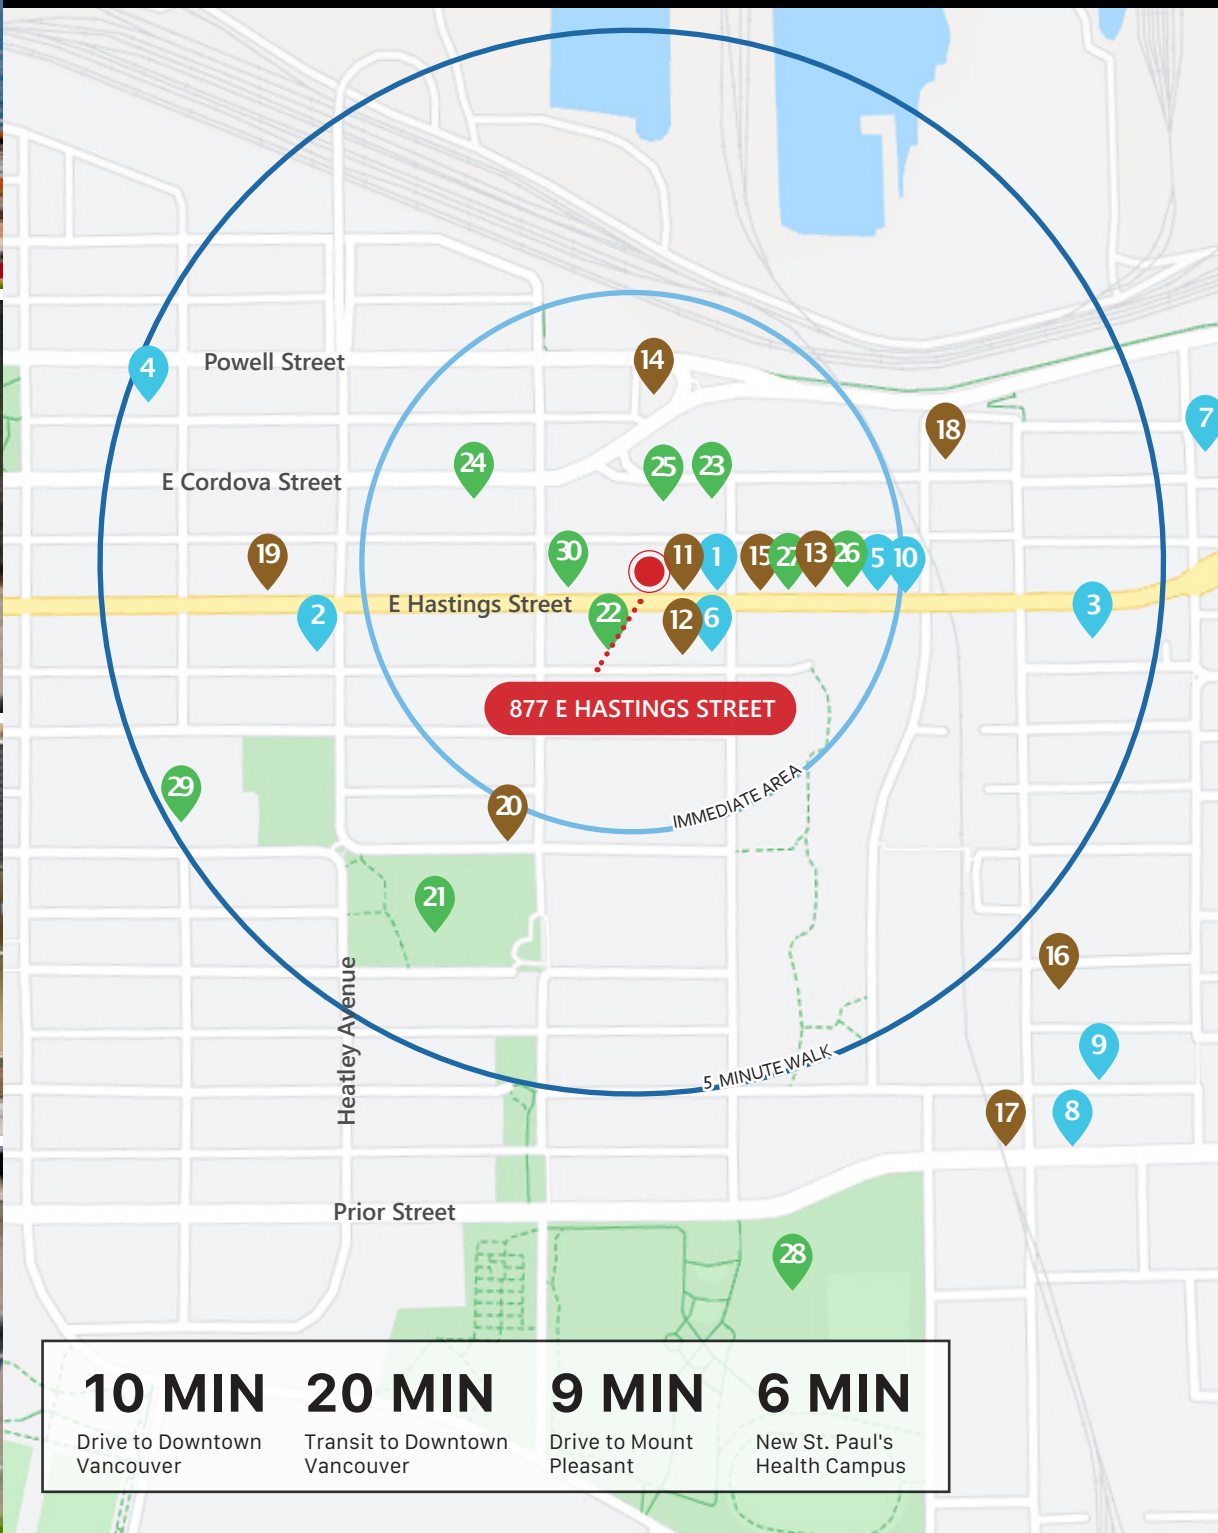 14
4
Powell Street
7
18
24
25
23
E Cordova Street
19
30
11
1
15
27
13
26
5
10
2
E Hastings Street
22
12
6
3
877 E HASTINGS STREET
29
20
IMMEDIATE AREA
21
16
Heatley Avenue
9
5 MINUTE WALK
17
8
Prior Street
28
10 MIN
Drive to Downtown
Vancouver
20 MIN
Transit to Downtown
Vancouver
9 MIN
Drive to Mount
Pleasant
6 MIN
New St. Paul's
Health Campus